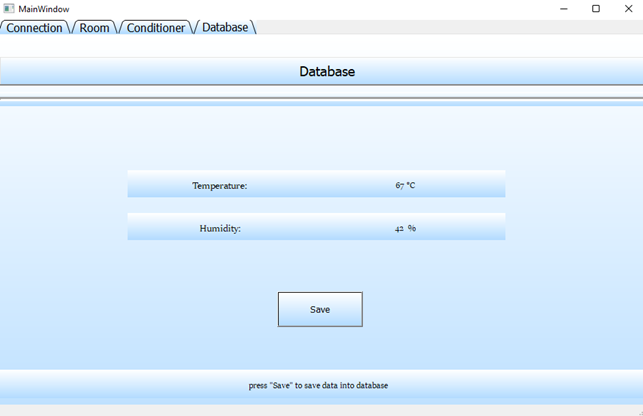 MainWindow
Connection Room Conditioner Database
Database
Temperature: 67 °C
Humidity: 42 %
Save
press "Save" to save data into database